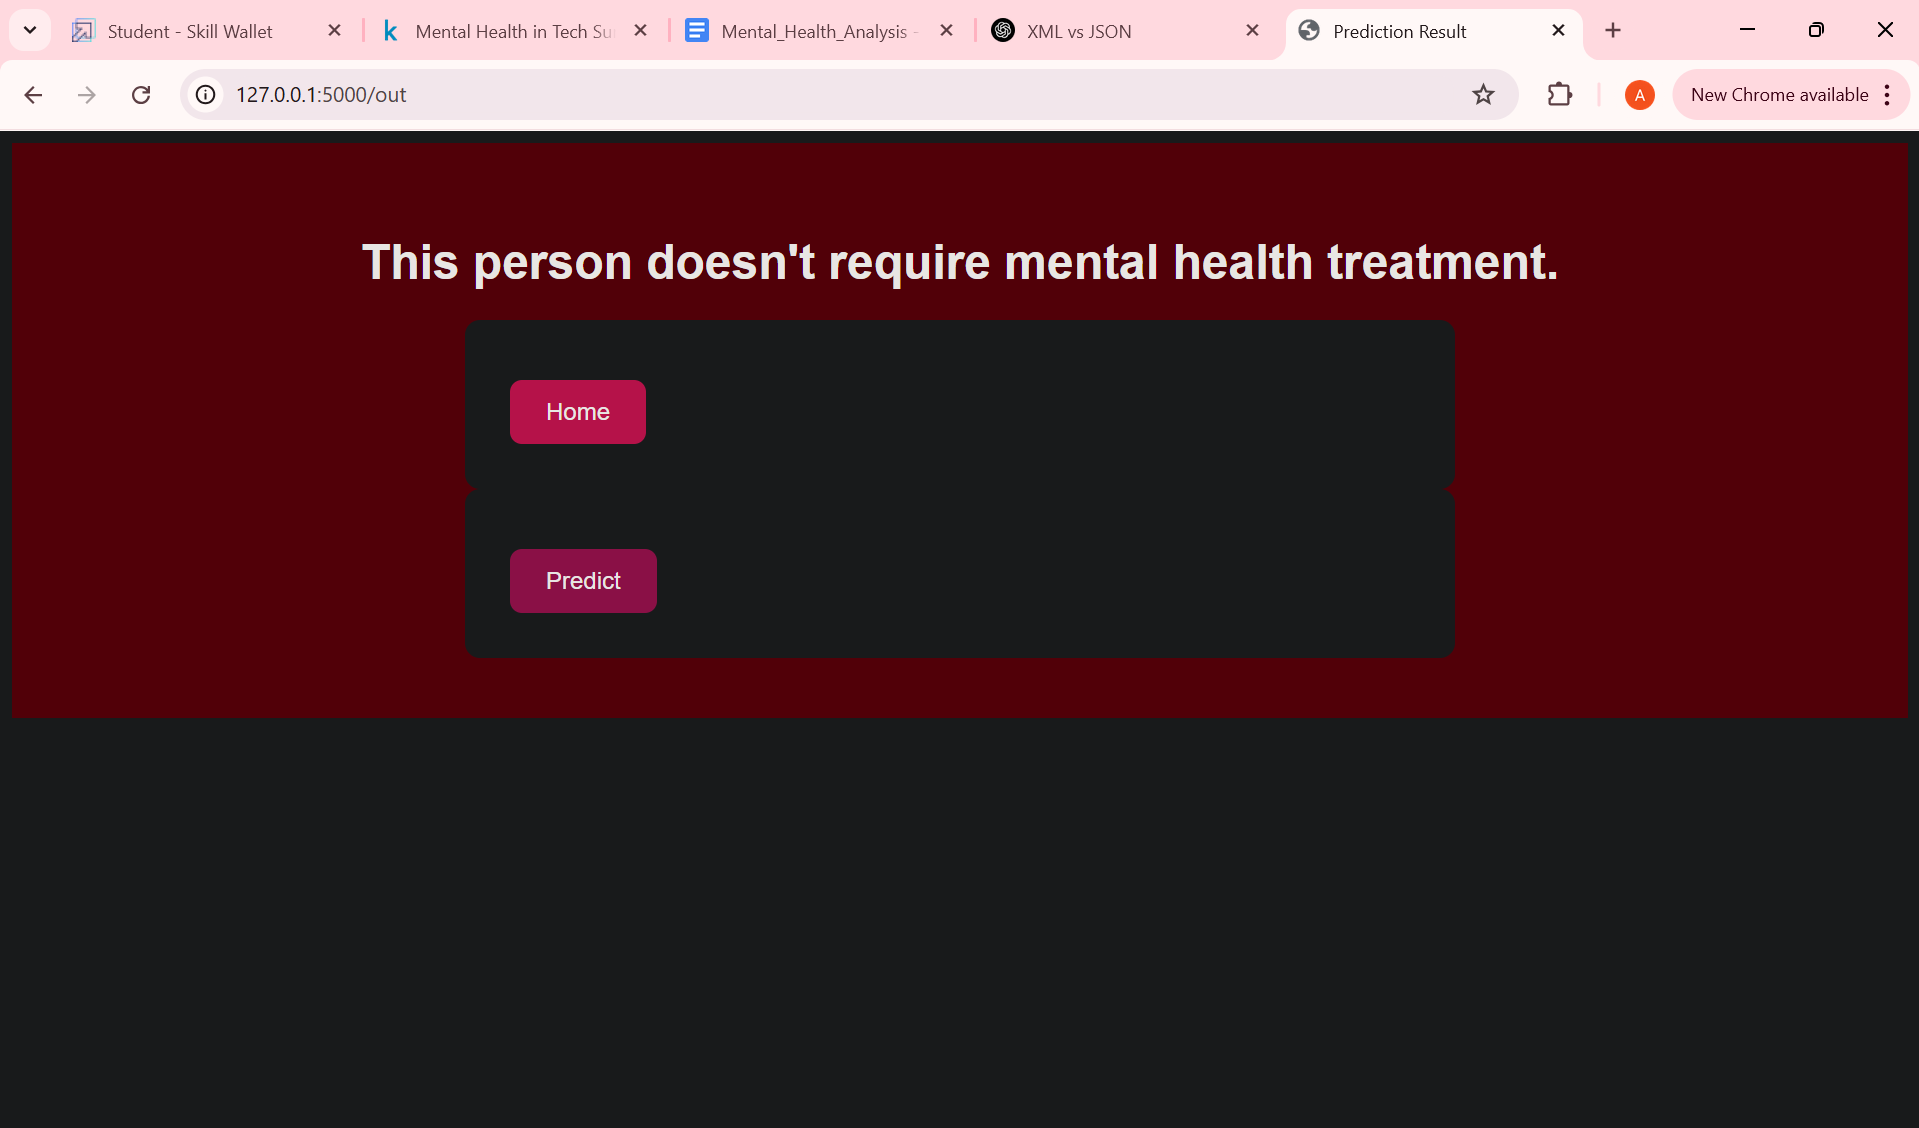 Student - Skill Wallet
Mental Health in Tech Su
Mental_Health_Analysis -
XML vs JSON
Prediction Result
127.0.0.1:5000/out
A
New Chrome available
This person doesn't require mental health treatment.
Home
Predict